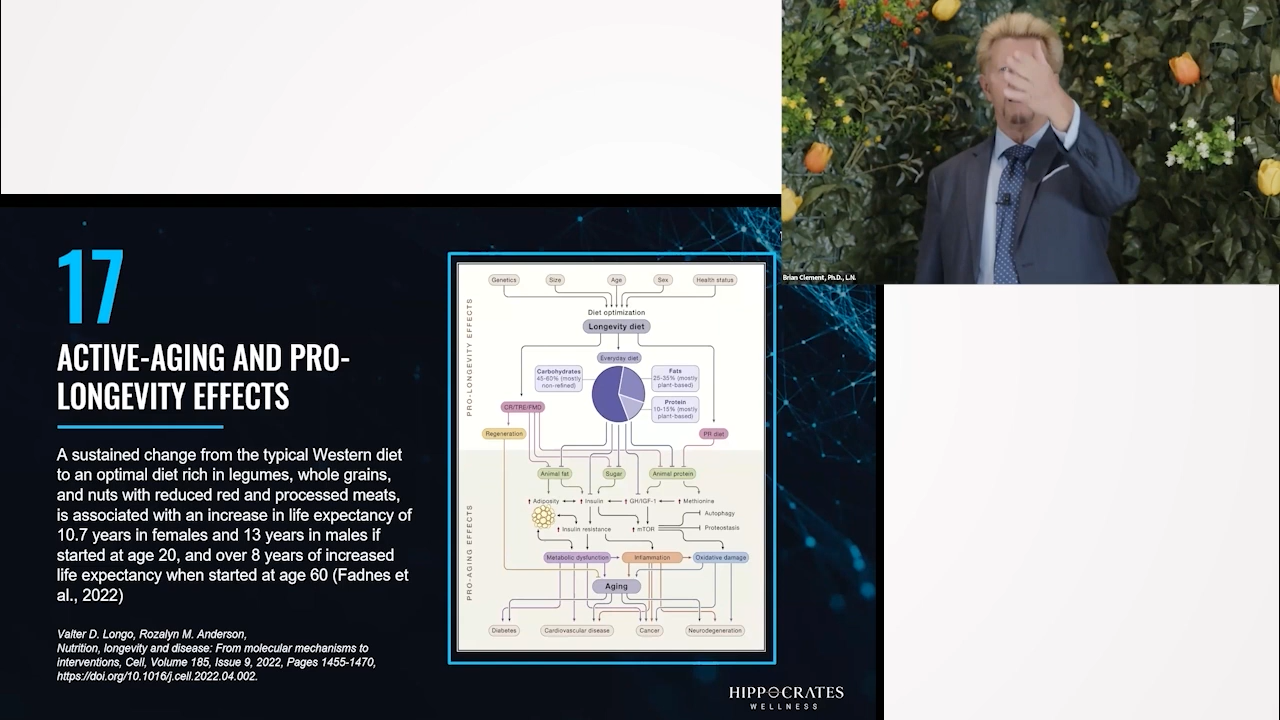 Brian Clement, Ph.D., L.N.
17
ACTIVE-AGING AND PRO-
LONGEVITY EFFECTS
A sustained change from the typical Western diet
to an optimal diet rich in legumes, whole grains,
and nuts with reduced red and processed meats,
is associated with an increase in life expectancy of
10.7 years in females and 13 years in males if
started at age 20, and over 8 years of increased
life expectancy when started at age 60 (Fadnes et
al., 2022)
Valter D. Longo, Rozalyn M. Anderson,
Nutrition, longevity and disease: From molecular mechanisms to
interventions, Cell, Volume 185, Issue 9, 2022, Pages 1455-1470,
https://doi.org/10.1016/j.cell.2022.04.002.
PRO-LONGEVITY EFFECTS
PRO-AGING EFFECTS
Genetics Size Age Sex Health status
Diet optimization
Longevity diet
Everyday diet
Carbohydrates
45-60% (mostly
non-refined)
Fats
25-35% (mostly
plant-based)
Protein
10-15% (mostly
plant-based)
CR/TRE/FMD
Regeneration
PR diet
Animal fat Sugar Animal protein
Adiposity Insulin GH/IGF-1 Methionine
Autophagy
Insulin resistance mTOR Proteostasis
Metabolic dysfunction Inflammation Oxidative damage
Aging
Diabetes Cardiovascular disease Cancer Neurodegeneration
HIPPOCRATES
WELLNESS